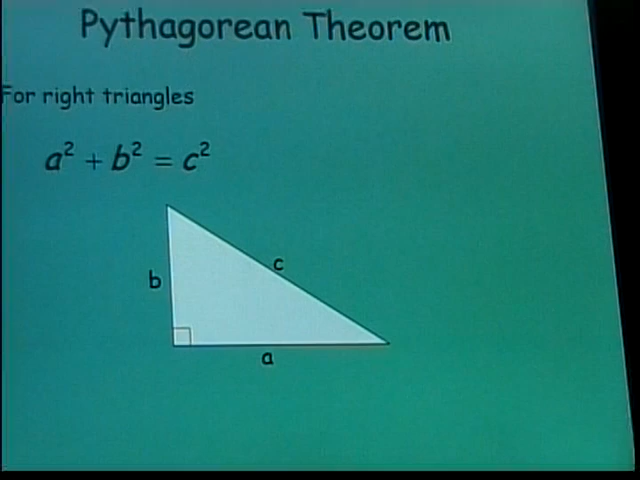 Pythagorean Theorem
For right triangles
a² + b² = c²
c
b
a